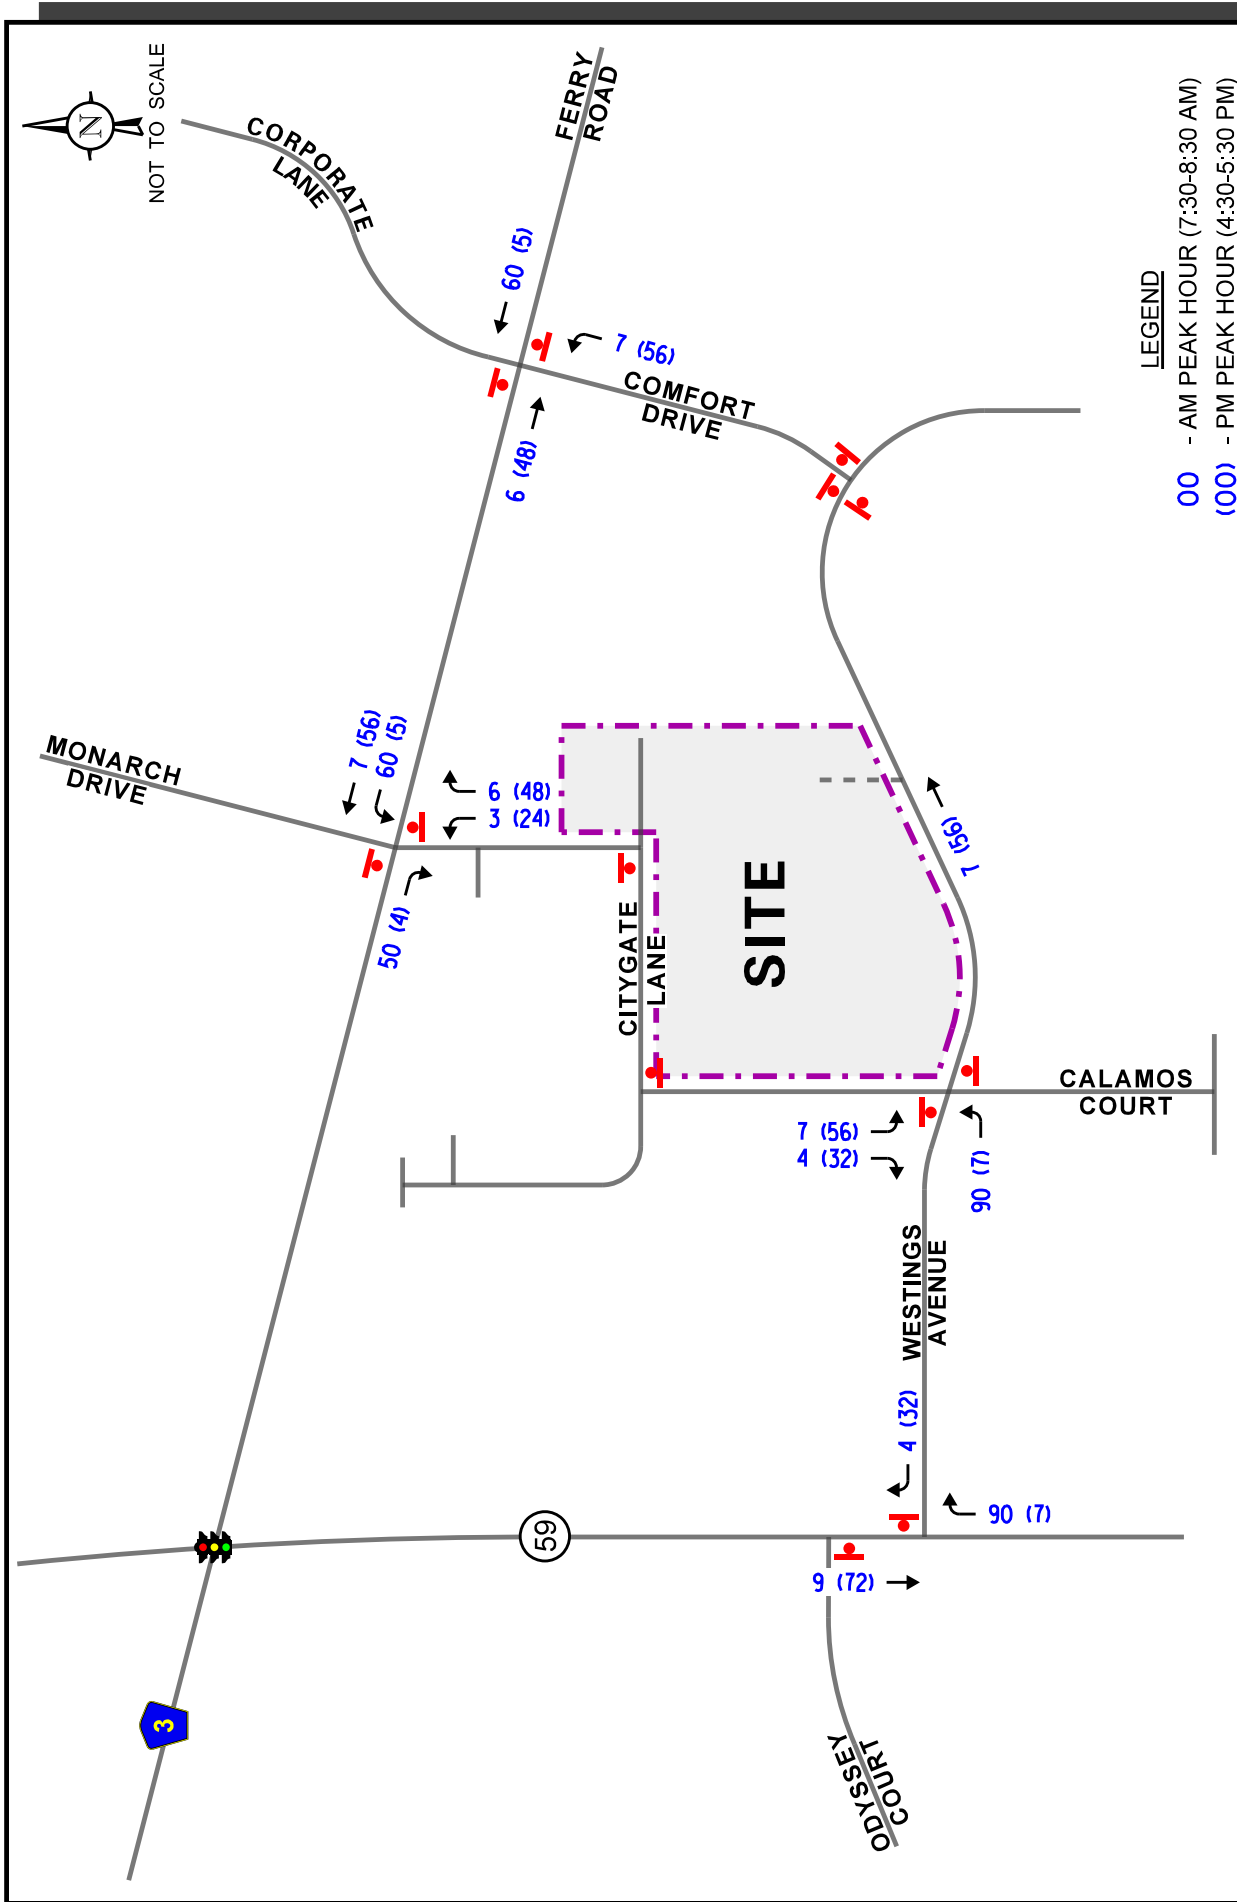 N
NOT TO SCALE
CORPORATE
LANE
FERRY
ROAD
60 (5)
7 (56)
6 (48)
COMFORT
DRIVE
MONARCH
DRIVE
7 (56)
60 (5)
6 (48)
3 (24)
50 (4)
CITYGATE
LANE
SITE
7 (56)
CALAMOS
COURT
7 (56)
4 (32)
90 (7)
WESTINGS
AVENUE
4 (32)
90 (7)
59
9 (72)
3
ODYSSEY
COURT
LEGEND
00 - AM PEAK HOUR (7:30-8:30 AM)
(00) - PM PEAK HOUR (4:30-5:30 PM)